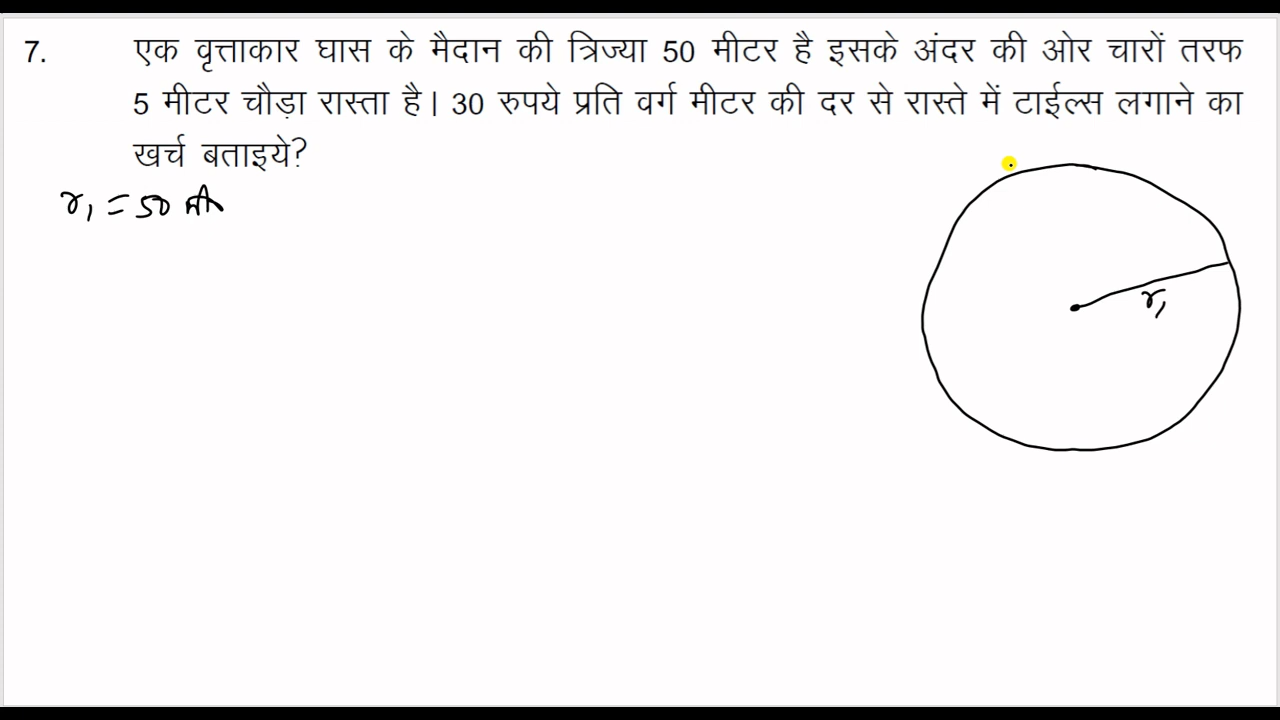 7. एक वृत्ताकार घास के मैदान की त्रिज्या 50 मीटर है इसके अंदर की ओर चारों तरफ
5 मीटर चौड़ा रास्ता है। 30 रुपये प्रति वर्ग मीटर की दर से रास्ते में टाईल्स लगाने का
खर्च बताइये?
r₁ = 50 मी
r₁